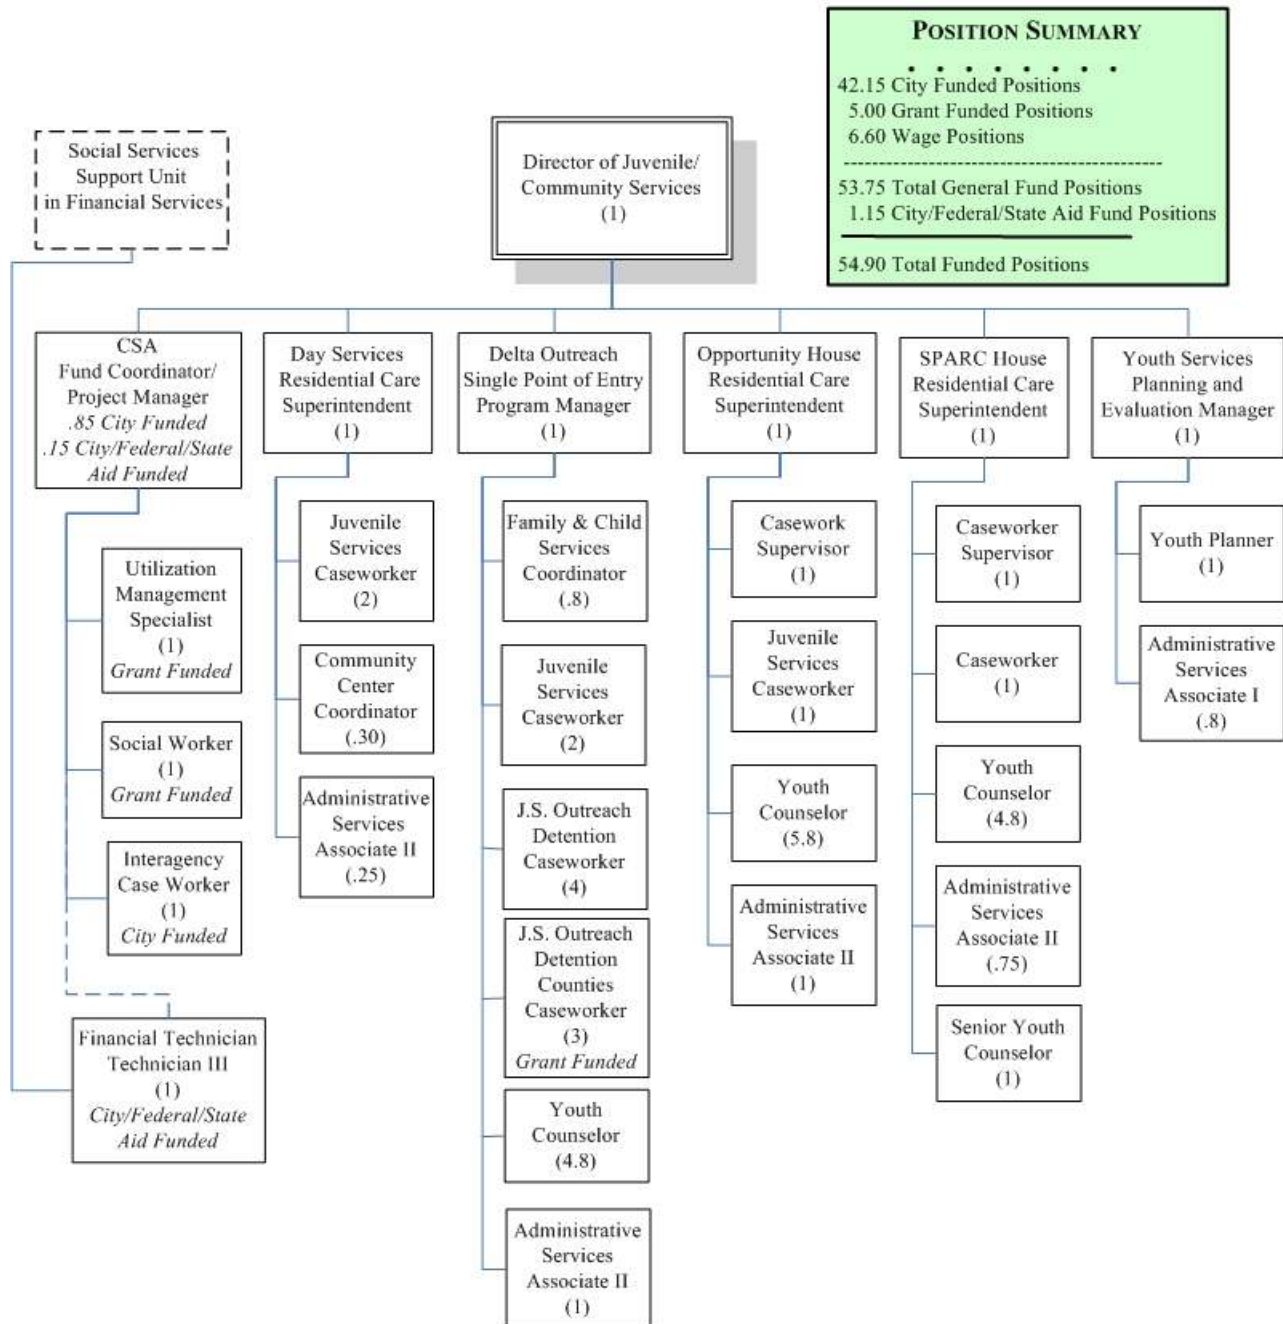 POSITION SUMMARY
. . . . . . . .
42.15 City Funded Positions
5.00 Grant Funded Positions
6.60 Wage Positions
------------------------------------------
53.75 Total General Fund Positions
1.15 City/Federal/State Aid Fund Positions
54.90 Total Funded Positions
Social Services
Support Unit
in Financial Services
Director of Juvenile/
Community Services
(1)
CSA
Fund Coordinator/
Project Manager
.85 City Funded
.15 City/Federal/State
Aid Funded
Utilization
Management
Specialist
(1)
Grant Funded
Social Worker
(1)
Grant Funded
Interagency
Case Worker
(1)
City Funded
Financial Technician
Technician III
(1)
City/Federal/State
Aid Funded
Day Services
Residential Care
Superintendent
(1)
Juvenile
Services
Caseworker
(2)
Community
Center
Coordinator
(.30)
Administrative
Services
Associate II
(.25)
Delta Outreach
Single Point of Entry
Program Manager
(1)
Family & Child
Services
Coordinator
(.8)
Juvenile
Services
Caseworker
(2)
J.S. Outreach
Detention
Caseworker
(4)
J.S. Outreach
Detention
Counties
Caseworker
(3)
Grant Funded
Youth
Counselor
(4.8)
Administrative
Services
Associate II
(1)
Opportunity House
Residential Care
Superintendent
(1)
Casework
Supervisor
(1)
Juvenile
Services
Caseworker
(1)
Youth
Counselor
(5.8)
Administrative
Services
Associate II
(1)
SPARC House
Residential Care
Superintendent
(1)
Caseworker
Supervisor
(1)
Caseworker
(1)
Youth
Counselor
(4.8)
Administrative
Services
Associate II
(.75)
Senior Youth
Counselor
(1)
Youth Services
Planning and
Evaluation Manager
(1)
Youth Planner
(1)
Administrative
Services
Associate I
(.8)